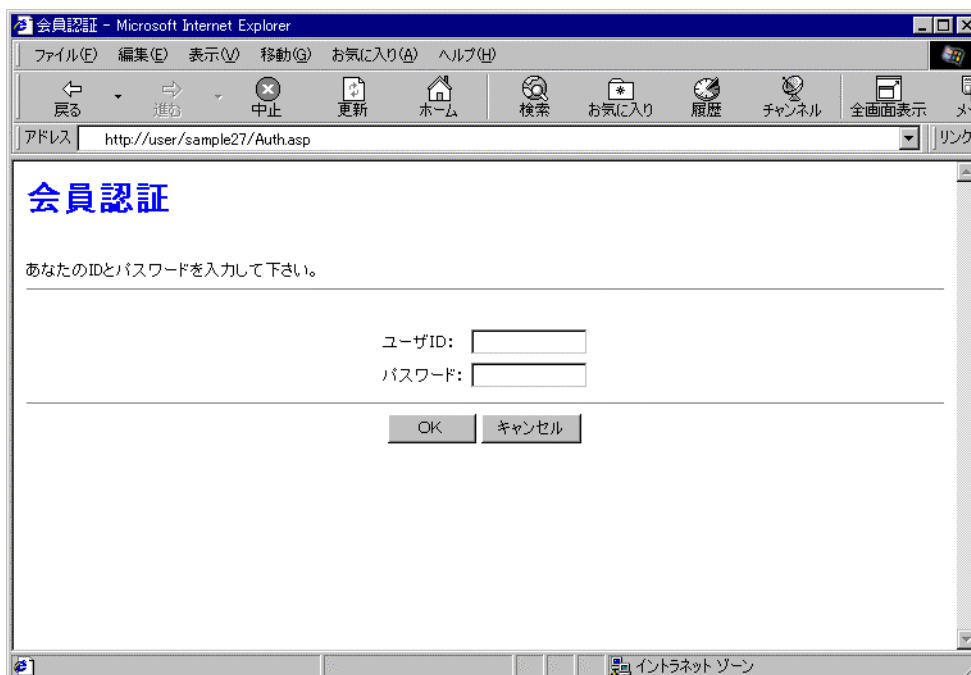 会員認証 - Microsoft Internet Explorer
ファイル(F) 編集(E) 表示(V) 移動(G) お気に入り(A) ヘルプ(H)
戻る 進む 中止 更新 ホーム 検索 お気に入り 履歴 チャンネル 全画面表示 メ
アドレス http://user/sample27/Auth.asp リンク
会員認証
あなたのIDとパスワードを入力して下さい。
ユーザID:
パスワード:
OK キャンセル
イントラネット ゾーン